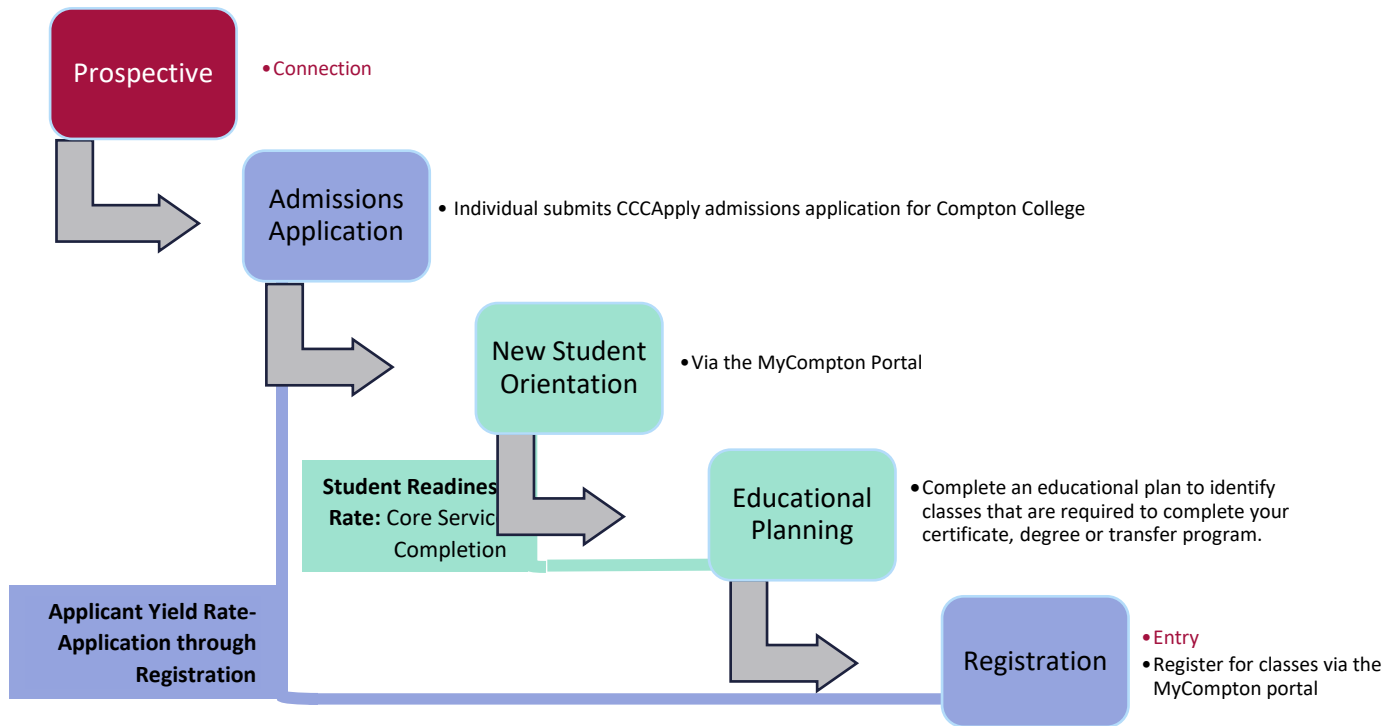 Prospective
•Connection
Admissions
Application
• Individual submits CCCApply admissions application for Compton College
New Student
Orientation
•Via the MyCompton Portal
Student Readines
Rate: Core Servic
Completion
Educational
Planning
•Complete an educational plan to identify
classes that are required to complete your
certificate, degree or transfer program.
Applicant Yield Rate-
Application through
Registration
Registration
•Entry
•Register for classes via the
MyCompton portal